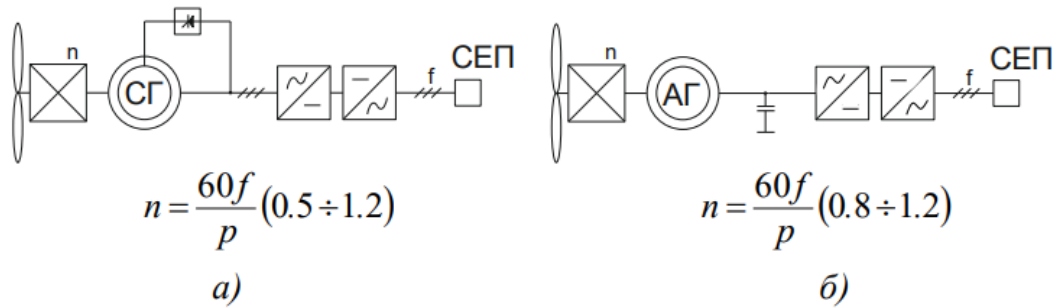 n СГ f СЕП
n = 60f/p (0.5 ÷ 1.2)
а)
n АГ f СЕП
n = 60f/p (0.8 ÷ 1.2)
б)